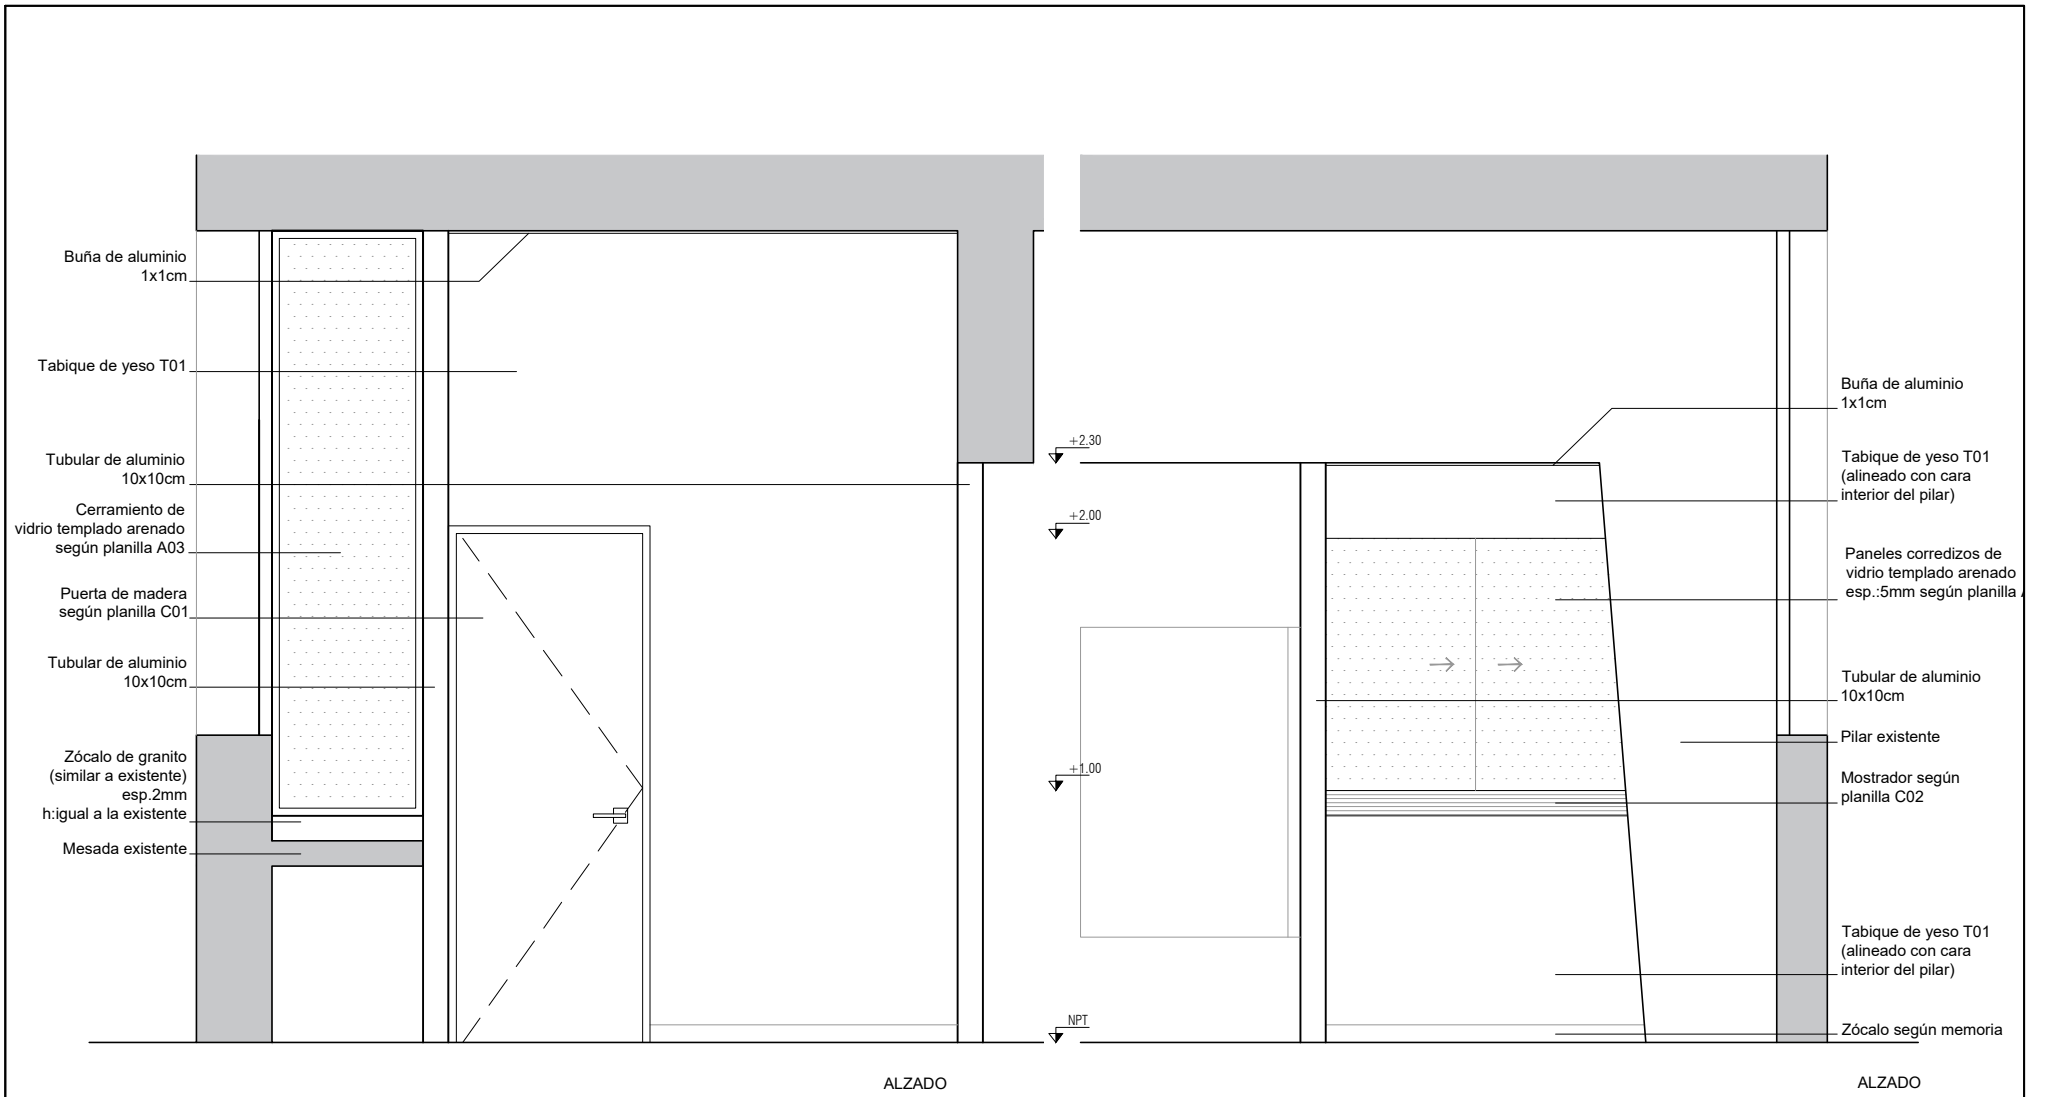 Buña de aluminio
1x1cm
Tabique de yeso T01
Tubular de aluminio
10x10cm
Cerramiento de
vidrio templado arenado
según planilla A03
Puerta de madera
según planilla C01
Tubular de aluminio
10x10cm
Zócalo de granito
(similar a existente)
esp.2mm
h:igual a la existente
Mesada existente
+2.30
+2.00
+1.00
NPT
Buña de aluminio
1x1cm
Tabique de yeso T01
(alineado con cara
interior del pilar)
Paneles corredizos de
vidrio templado arenado
esp.:5mm según planilla
Tubular de aluminio
10x10cm
Pilar existente
Mostrador según
planilla C02
Tabique de yeso T01
(alineado con cara
interior del pilar)
Zócalo según memoria
ALZADO
ALZADO